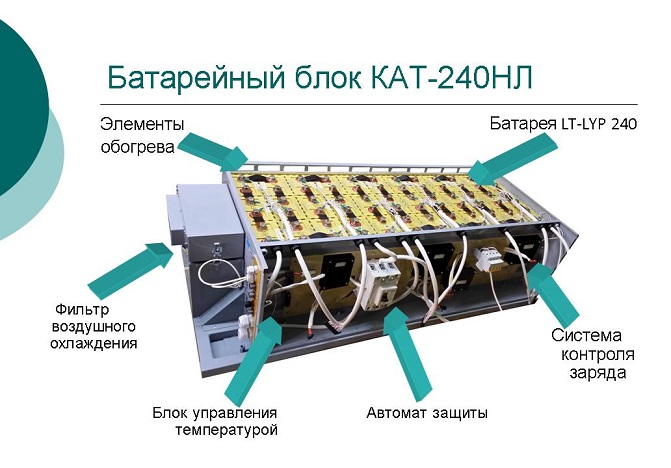 Батарейный блок КАТ-240НЛ
Элементы
обогрева
Батарея LT-LYP 240
Фильтр
воздушного
охлаждения
Система
контроля
заряда
Блок управления
температурой
Автомат защиты